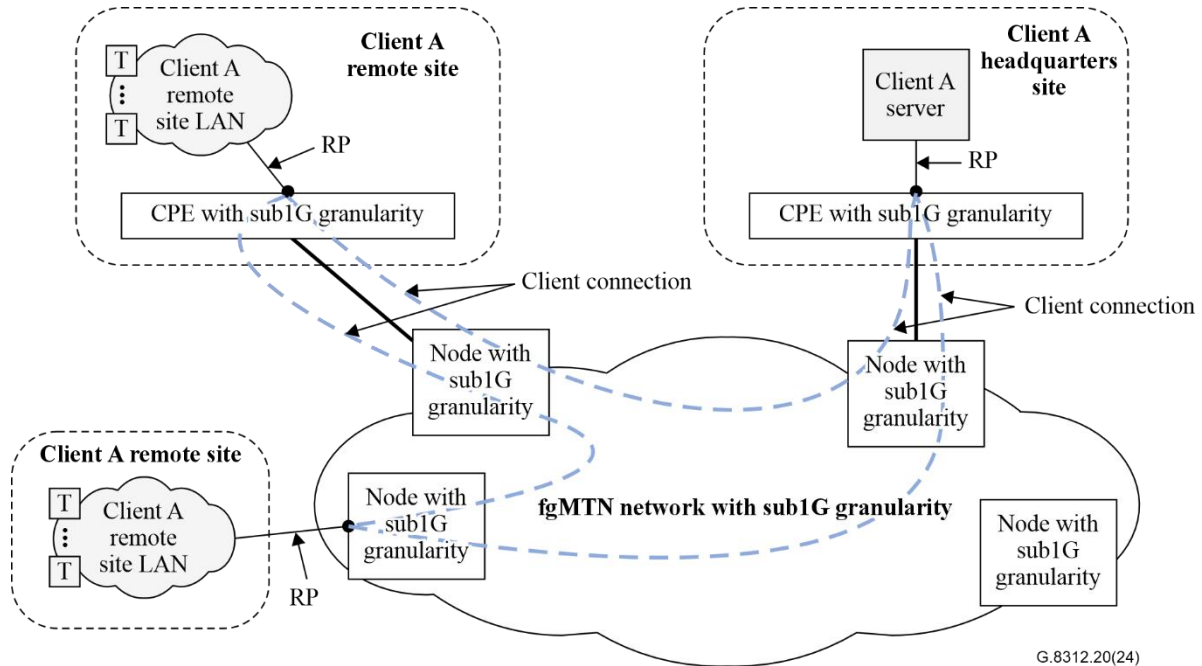 Client A
remote site
T
T
Client A
remote
site LAN
RP
CPE with sub1G granularity
Client A
headquarters
site
Client A
server
RP
CPE with sub1G granularity
Client connection
Client connection
Node with
sub1G
granularity
Node with
sub1G
granularity
Client A remote site
T
T
Client A
remote
site LAN
RP
Node with
sub1G
granularity
fgMTN network with sub1G granularity
Node with
sub1G
granularity
G.8312.20(24)